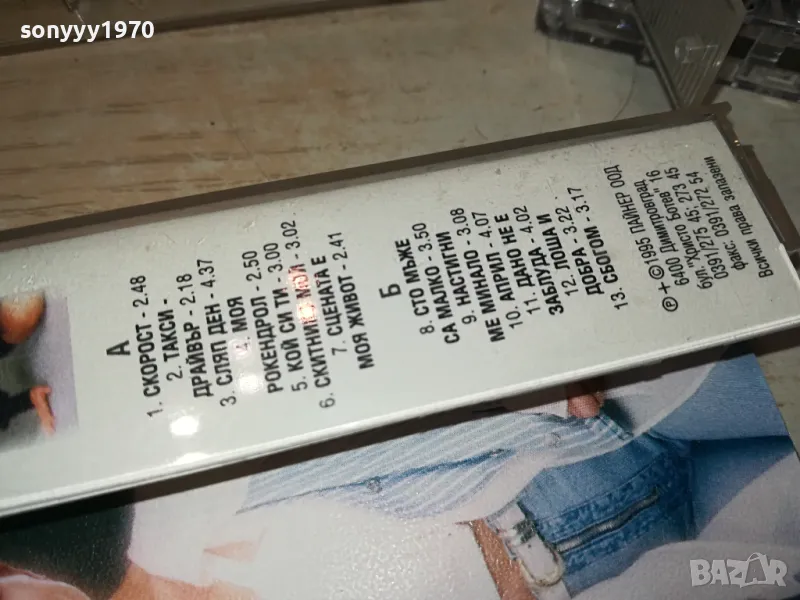 sonyyy1970
А
1. СКОРОСТ - 2.48
2. ТАКСИ -
ДРАЙВЪР - 2.18
3. СЛЯП ДЕН - 4.37
4. МОЯ
РОКЕНДРОЛ - 2.50
5. КОЙ СИ ТИ - 3.00
6. СКИТНИКО МОЙ - 3.02
7. СЦЕНАТА Е
МОЯ ЖИВОТ - 2.41
Б
8. СТО МЪЖЕ
СА МАЛКО - 3.50
9. НАСТИГНИ
МЕ МИНАЛО - 3.08
10. АПРИЛ - 4.07
11. ДАНО НЕ Е
ЗАБЛУДА - 4.02
12. ЛОША И
ДОБРА - 3.22
13. СБОГОМ - 3.17
℗ + ©1995 ПАЙНЕР ООД
6400 Димитровград
бул. "Христо Ботев" 16
0391/275 45; 273 45
факс: 0391/272 54
Всички права запазени
BAZAR